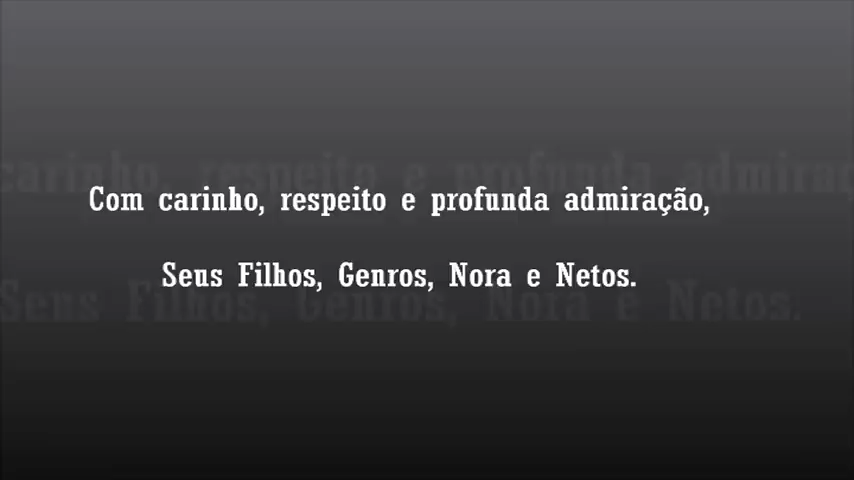 Com carinho, respeito e profunda admiração,
Seus Filhos, Genros, Nora e Netos.